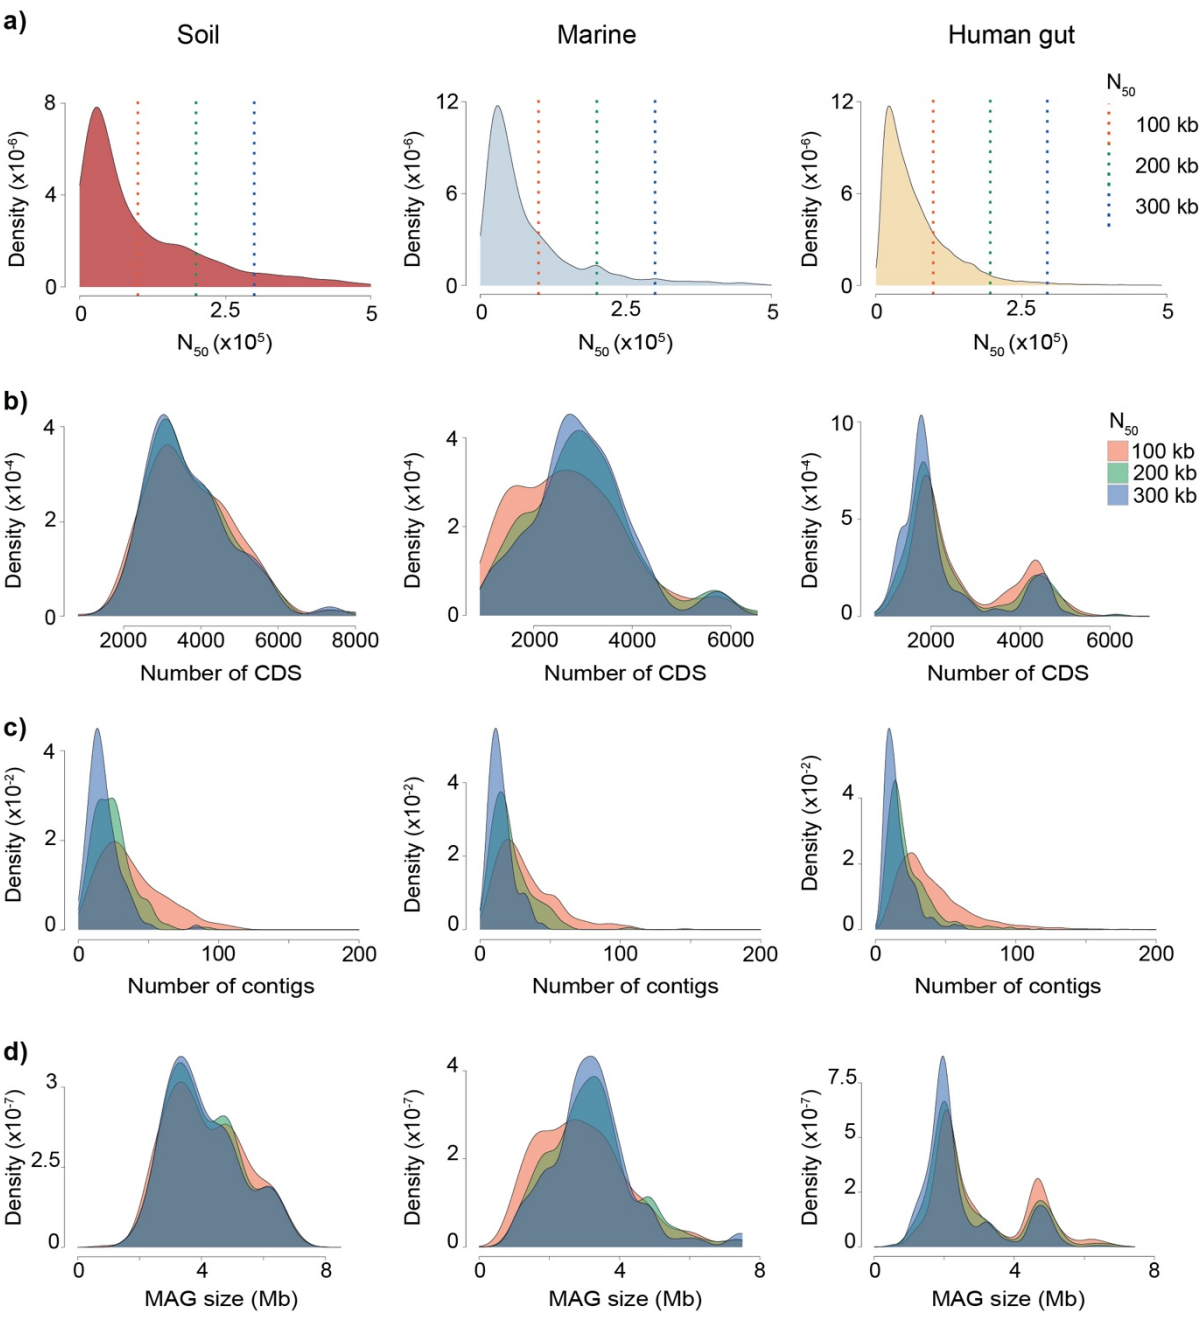 a)
Soil
Marine
Human gut
Density (x10⁻⁶)
8
4
0
0
2.5
5
N₅₀ (x10⁵)
Density (x10⁻⁶)
12
6
0
0
2.5
5
N₅₀ (x10⁵)
Density (x10⁻⁶)
12
6
0
0
2.5
5
N₅₀ (x10⁵)
N₅₀
100 kb
200 kb
300 kb
b)
Density (x10⁻⁴)
4
2
0
2000
4000
6000
8000
Number of CDS
Density (x10⁻⁴)
4
2
0
2000
4000
6000
Number of CDS
Density (x10⁻⁴)
10
5
0
2000
4000
6000
Number of CDS
N₅₀
100 kb
200 kb
300 kb
c)
Density (x10⁻²)
4
2
0
0
100
200
Number of contigs
Density (x10⁻²)
4
2
0
0
100
200
Number of contigs
Density (x10⁻²)
4
2
0
0
100
200
Number of contigs
d)
Density (x10⁻⁷)
3
2.5
0
0
4
8
MAG size (Mb)
Density (x10⁻⁷)
4
2
0
0
4
8
MAG size (Mb)
Density (x10⁻⁷)
7.5
5
2
0
0
4
8
MAG size (Mb)